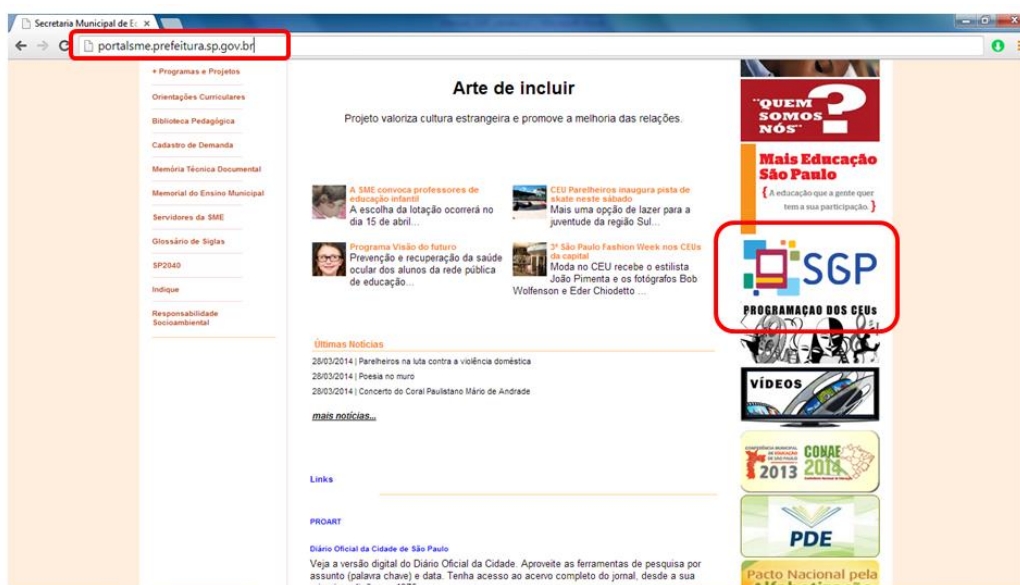 Secretaria Municipal de Ec
portalsme.prefeitura.sp.gov.br
+ Programas e Projetos
Orientações Curriculares
Biblioteca Pedagógica
Cadastro de Demanda
Memória Técnica Documental
Memorial do Ensino Municipal
Servidores da SME
Glossário de Siglas
SP2040
Indique
Responsabilidade
Socioambiental
Arte de incluir
Projeto valoriza cultura estrangeira e promove a melhoria das relações.
A SME convoca professores de
educação infantil
A escolha da lotação ocorrerá no
dia 15 de abril...
CEU Parelheiros inaugura pista de
skate neste sábado
Mais uma opção de lazer para a
juventude da região Sul...
Programa Visão do futuro
Prevenção e recuperação da saúde
ocular dos alunos da rede pública
de educação...
3ª São Paulo Fashion Week nos CEUs
da capital
Moda no CEU recebe o estilista
João Pimenta e os fotógrafos Bob
Wolfenson e Eder Chiodetto ...
Últimas Notícias
28/03/2014 | Parelheiros na luta contra a violência doméstica
28/03/2014 | Poesia no muro
28/03/2014 | Concerto do Coral Paulistano Mário de Andrade
mais notícias...
Links
PROART
Diário Oficial da Cidade de São Paulo
Veja a versão digital do Diário Oficial da Cidade. Aproveite as ferramentas de pesquisa por
assunto (palavra chave) e data. Tenha acesso ao acervo completo do jornal, desde a sua
"QUEM
SOMOS
NÓS"
?
Mais Educação
São Paulo
{ A educação que a gente quer
tem a sua participação. }
SGP
PROGRAMAÇÃO DOS CEUs
VÍDEOS
2013
CONAE
2014
PDE
Pacto Nacional pela